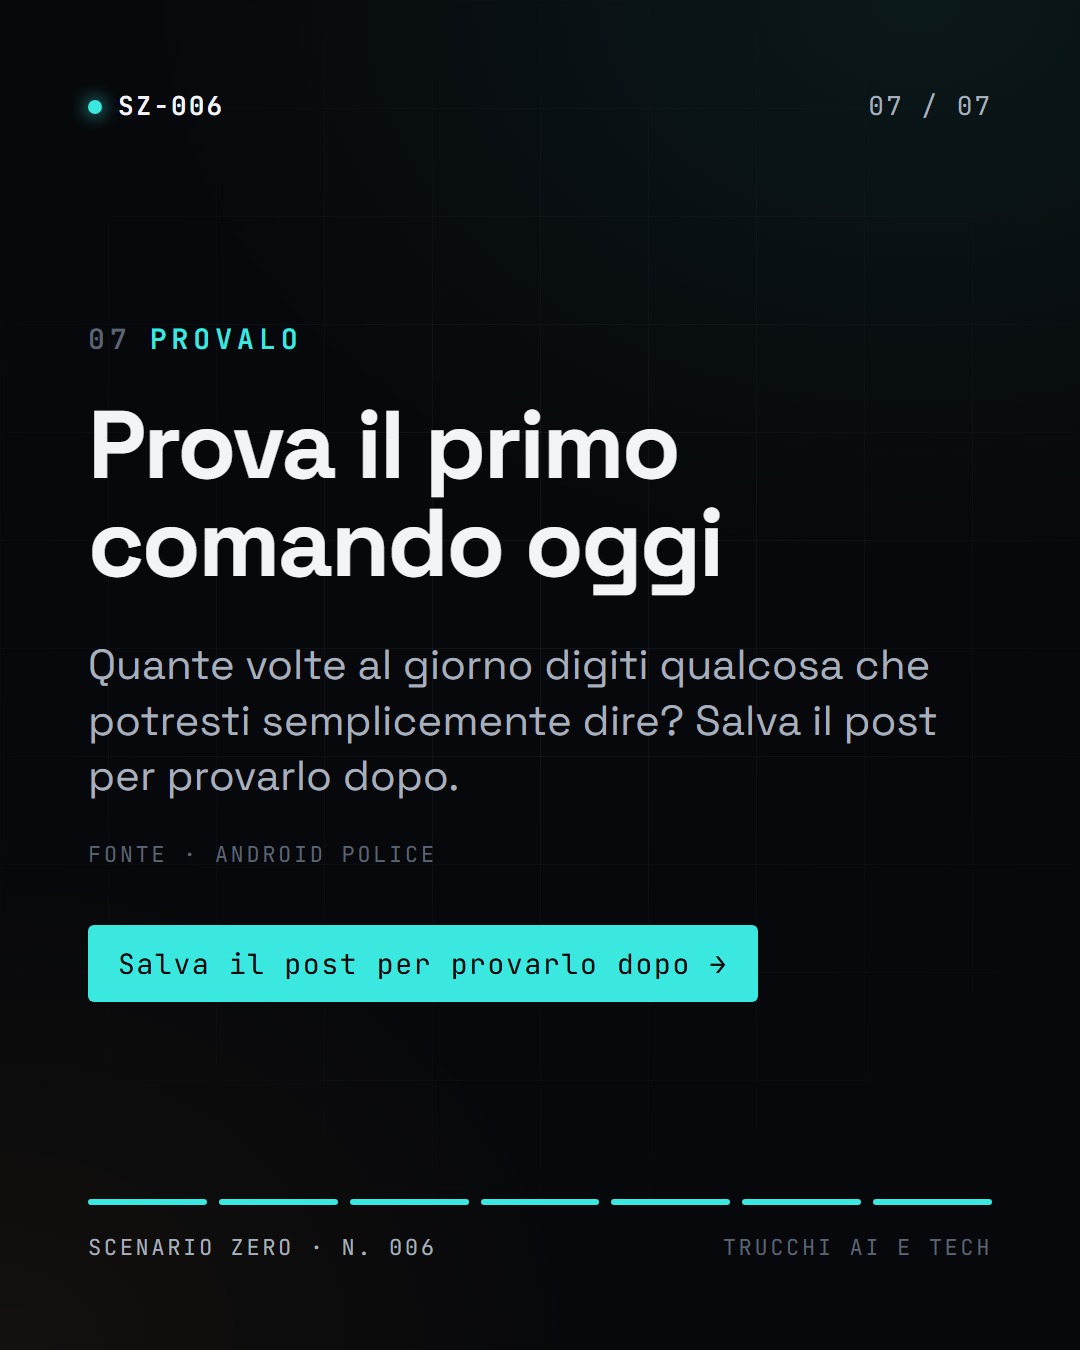 SZ-006
07 / 07
07 PROVALO
Prova il primo
comando oggi
Quante volte al giorno digiti qualcosa che
potresti semplicemente dire? Salva il post
per provarlo dopo.
FONTE · ANDROID POLICE
Salva il post per provarlo dopo →
SCENARIO ZERO · N. 006
TRUCCHI AI E TECH